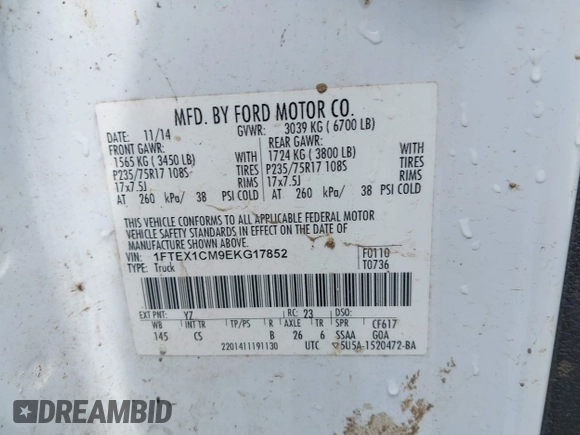 MFD. BY FORD MOTOR CO.
DATE: 11/14 GVWR: 3039 KG ( 6700 LB)
FRONT GAWR: REAR GAWR:
1565 KG ( 3450 LB) WITH 1724 KG ( 3800 LB) WITH
P235/75R17 108S TIRES P235/75R17 108S TIRES
17x7.5J RIMS 17x7.5J RIMS
AT 260 kPa/ 38 PSI COLD AT 260 kPa/ 38 PSI COLD
THIS VEHICLE CONFORMS TO ALL APPLICABLE FEDERAL MOTOR
VEHICLE SAFETY STANDARDS IN EFFECT ON THE DATE OF
MANUFACTURE SHOWN ABOVE.
VIN: 1FTEX1CM9EKG17852 F0110
TYPE: Truck T0736
EXT PNT: YZ RC: 23 DSO:
WB INT TR TP/PS R AXLE TR SPR CF617
145 CS B 26 6 SSAA GOA
2201411191130 UTC 5U5A-1520472-BA
DREAMBID